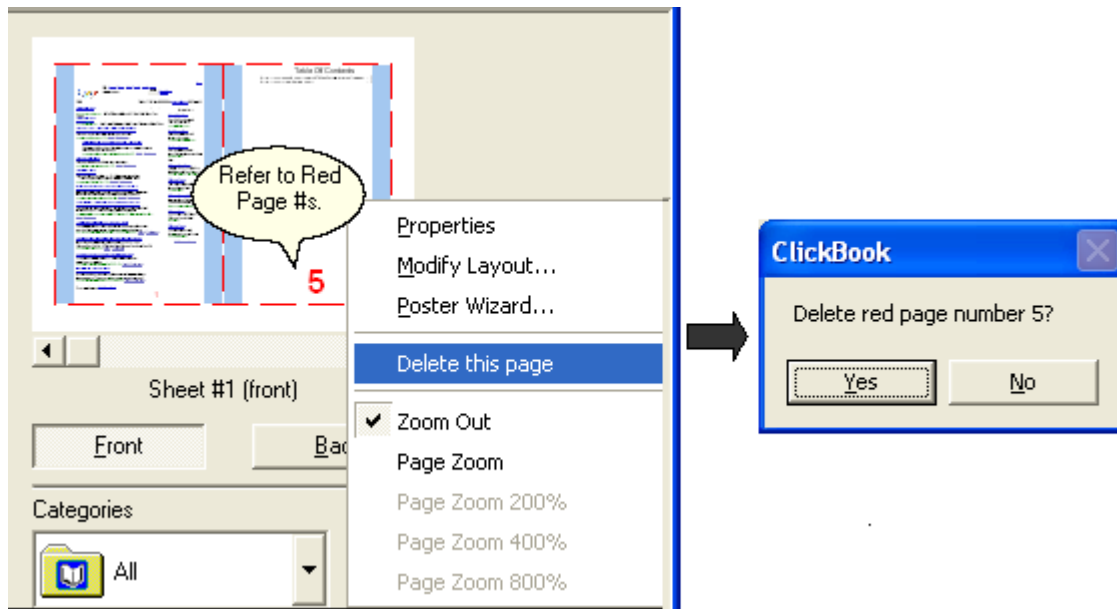 Table Of Contents
Refer to Red
Page #s.
5
Properties
Modify Layout...
Poster Wizard...
Delete this page
Zoom Out
Page Zoom
Page Zoom 200%
Page Zoom 400%
Page Zoom 800%
Sheet #1 (front)
Front
Bac
Categories
All
ClickBook
Delete red page number 5?
Yes
No